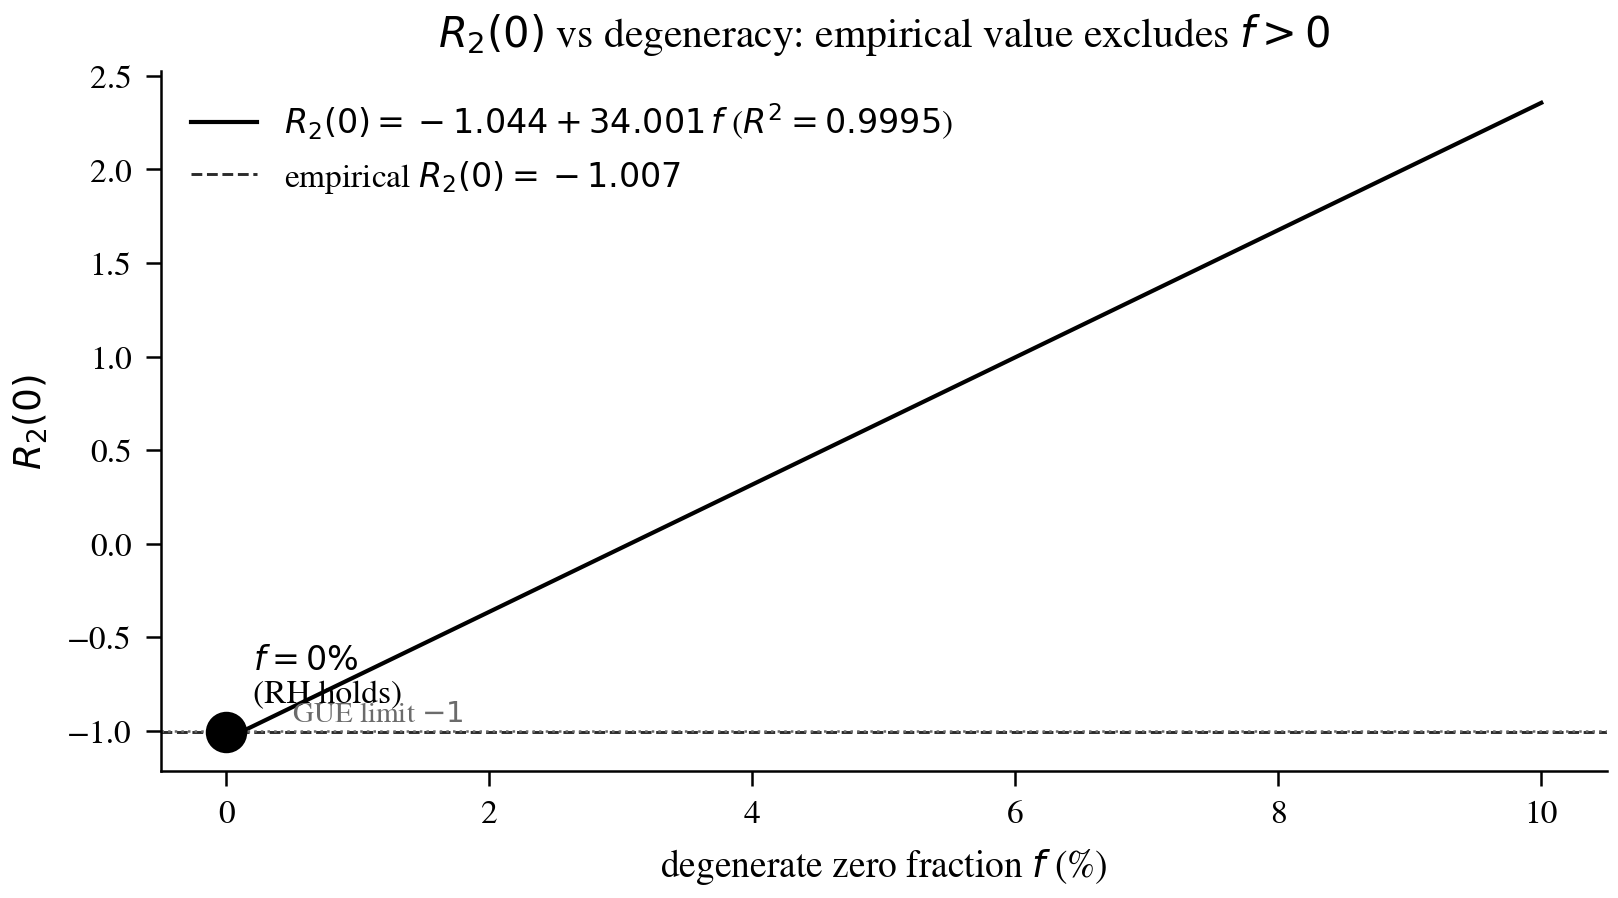 R₂(0) vs degeneracy: empirical value excludes f > 0
R₂(0) = −1.044 + 34.001 f (R² = 0.9995)
empirical R₂(0) = −1.007
2.5
2.0
1.5
1.0
0.5
0.0
−0.5
−1.0
R₂(0)
f = 0%
(RH holds)
GUE limit −1
0 2 4 6 8 10
degenerate zero fraction f (%)